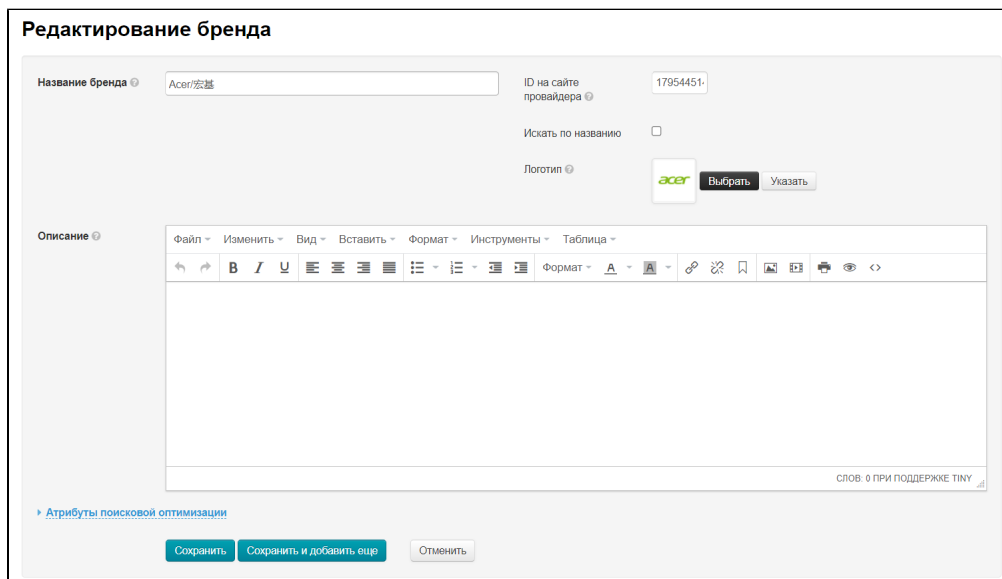 Редактирование бренда
Название бренда
Acer/宏基
ID на сайте
провайдера
17954451
Искать по названию
Логотип
acer
Выбрать
Указать
Описание
Файл Изменить Вид Вставить Формат Инструменты Таблица
B I U Формат A A
СЛОВ: 0 ПРИ ПОДДЕРЖКЕ TINY
Атрибуты поисковой оптимизации
Сохранить
Сохранить и добавить еще
Отменить